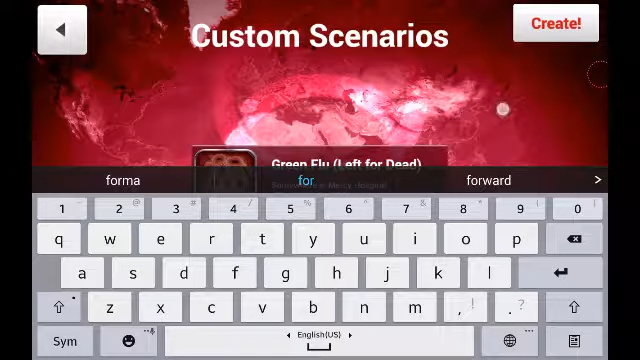 Custom Scenarios
Create!
Green Flu (Left for Dead)
forma for forward >
1 2 @ 3 # 4 / 5 % 6 ^ 7 & 8 * 9 ( 0 )
q w e r t y u i o p
a s d f g h j k l
z x c v b n m , ! . ?
Sym English(US)